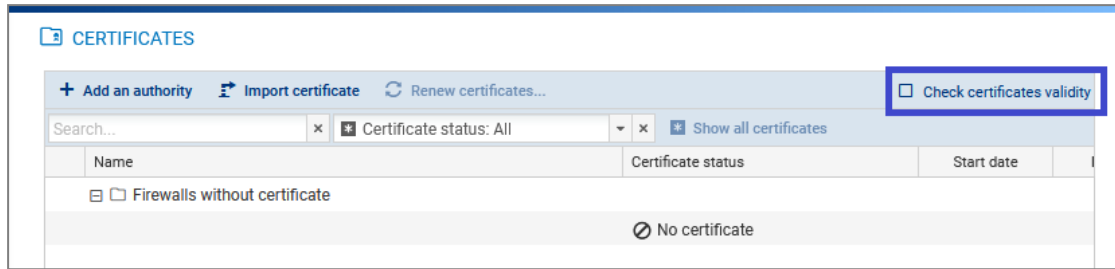 CERTIFICATES
+ Add an authority Import certificate Renew certificates... Check certificates validity
Search... × Certificate status: All × Show all certificates
Name Certificate status Start date
Firewalls without certificate
No certificate